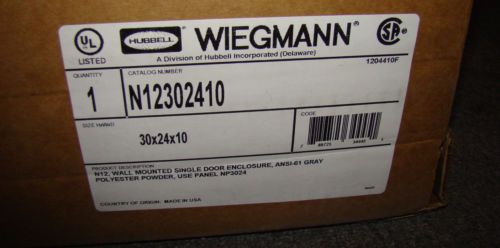 UL
LISTED
HUBBELL
WIEGMANN®
A Division of Hubbell Incorporated (Delaware)
SA
1204410F
QUANTITY
1
CATALOG NUMBER
N12302410
SIZE HXWXD
30x24x10
CODE
PRODUCT DESCRIPTION
N12, WALL MOUNTED SINGLE DOOR ENCLOSURE, ANSI-61 GRAY
POLYESTER POWDER, USE PANEL NP3024
COUNTRY OF ORIGIN: MADE IN USA